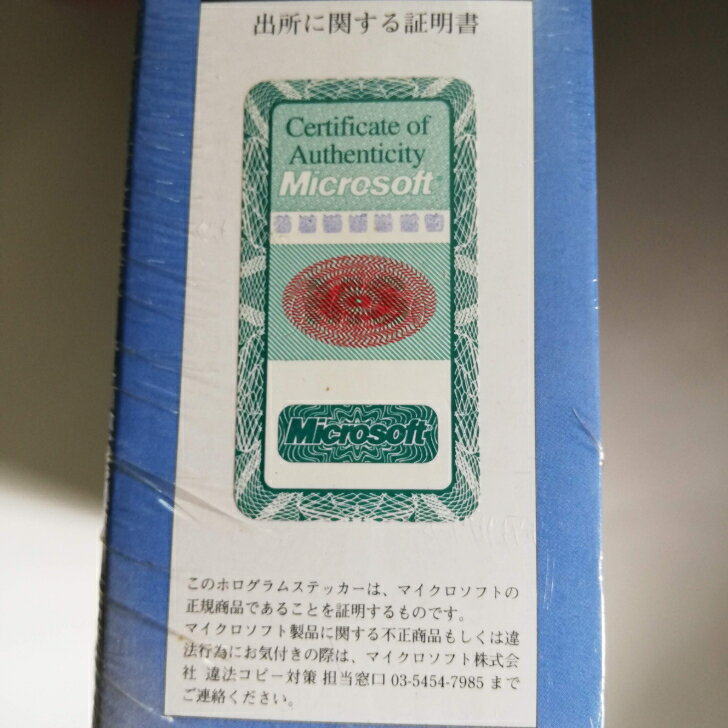 出所に関する証明書
Certificate of
Authenticity
Microsoft
Microsoft
このホログラムステッカーは、マイクロソフトの
正規商品であることを証明するものです。
マイクロソフト製品に関する不正商品もしくは違
法行為にお気付きの際は、マイクロソフト株式会
社 違法コピー対策 担当窓口 03-5454-7985 まで
ご連絡ください。